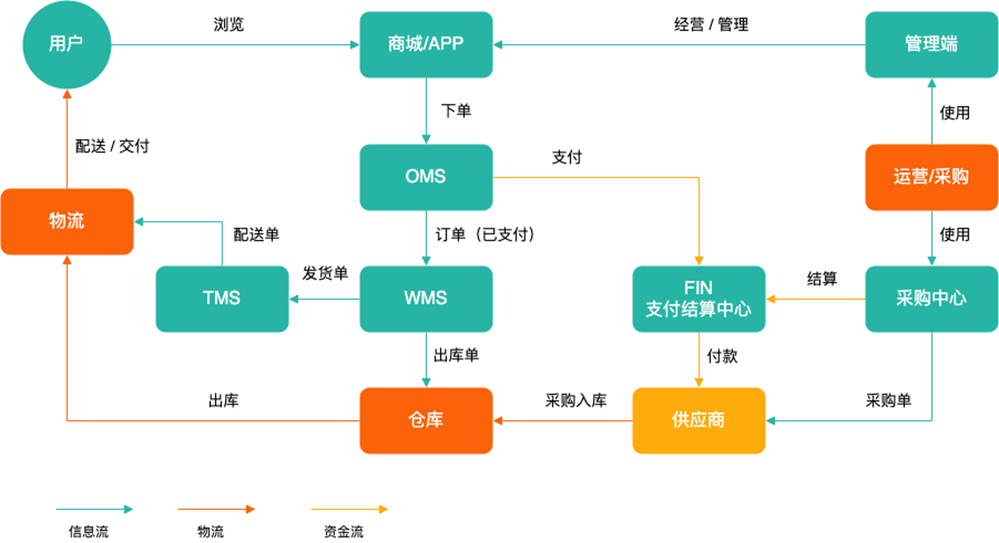 用户
浏览
商城/APP
经营 / 管理
管理端
下单
使用
配送 / 交付
OMS
支付
运营/采购
物流
配送单
订单（已支付）
使用
TMS
发货单
WMS
FIN
支付结算中心
结算
采购中心
出库单
付款
出库
仓库
采购入库
供应商
采购单
信息流
物流
资金流